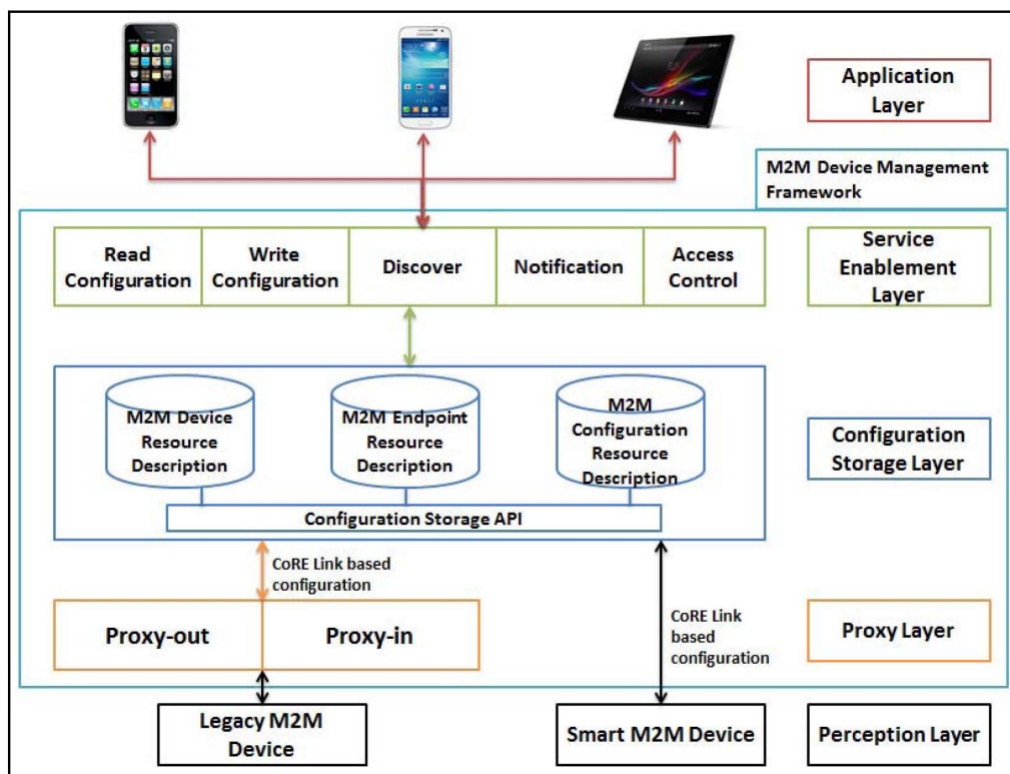 Application
Layer
M2M Device Management
Framework
Read
Configuration
Write
Configuration
Discover
Notification
Access
Control
Service
Enablement
Layer
M2M Device
Resource
Description
M2M Endpoint
Resource
Description
M2M
Configuration
Resource
Description
Configuration
Storage Layer
Configuration Storage API
CoRE Link based
configuration
CoRE Link
based
configuration
Proxy-out
Proxy-in
Proxy Layer
Legacy M2M
Device
Smart M2M Device
Perception Layer